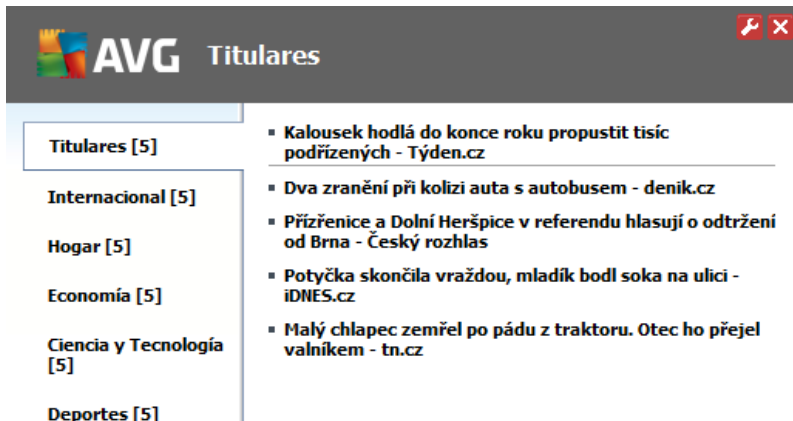 AVG Titulares
Titulares [5]
Internacional [5]
Hogar [5]
Economía [5]
Ciencia y Tecnología
[5]
Deportes [5]
Kalousek hodlá do konce roku propustit tisíc
podřízených - Týden.cz
Dva zranění při kolizi auta s autobusem - denik.cz
Přízřenice a Dolní Heršpice v referendu hlasují o odtržení
od Brna - Český rozhlas
Potyčka skončila vraždou, mladík bodl soka na ulici -
iDNES.cz
Malý chlapec zemřel po pádu z traktoru. Otec ho přejel
valníkem - tn.cz